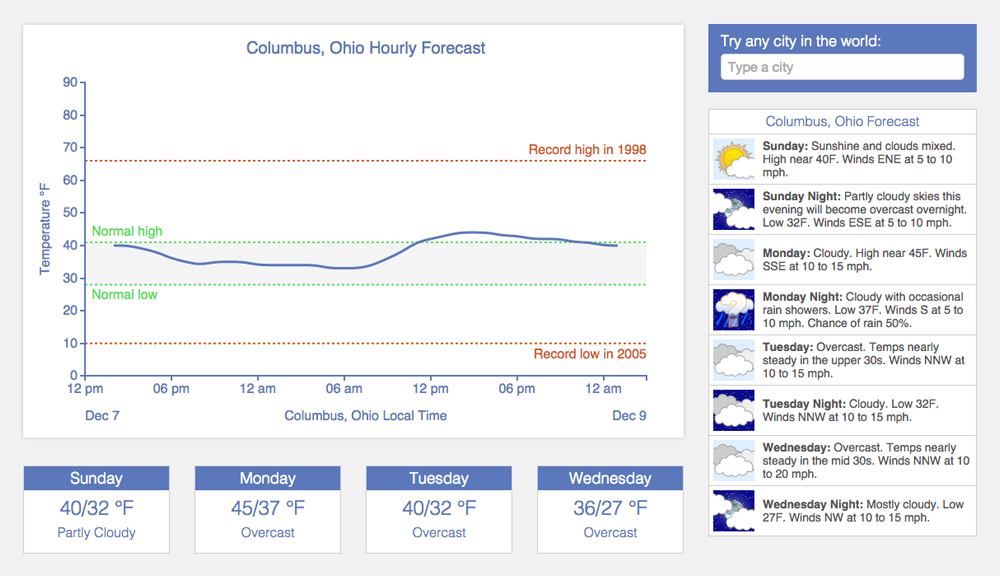 Columbus, Ohio Hourly Forecast
90
80
70
60
50
40
30
20
10
0
Temperature °F
Record high in 1998
Normal high
Normal low
Record low in 2005
12 pm
06 pm
12 am
06 am
12 pm
06 pm
12 am
Dec 7
Columbus, Ohio Local Time
Dec 9
Sunday
40/32 °F
Partly Cloudy
Monday
45/37 °F
Overcast
Tuesday
40/32 °F
Overcast
Wednesday
36/27 °F
Overcast
Try any city in the world:
Type a city
Columbus, Ohio Forecast
Sunday: Sunshine and clouds mixed.
High near 40F. Winds ENE at 5 to 10
mph.
Sunday Night: Partly cloudy skies this
evening will become overcast overnight.
Low 32F. Winds ESE at 5 to 10 mph.
Monday: Cloudy. High near 45F. Winds
SSE at 10 to 15 mph.
Monday Night: Cloudy with occasional
rain showers. Low 37F. Winds S at 5 to
10 mph. Chance of rain 50%.
Tuesday: Overcast. Temps nearly
steady in the upper 30s. Winds NNW at
10 to 15 mph.
Tuesday Night: Cloudy. Low 32F.
Winds NNW at 10 to 15 mph.
Wednesday: Overcast. Temps nearly
steady in the mid 30s. Winds NNW at 10
to 20 mph.
Wednesday Night: Mostly cloudy. Low
27F. Winds NW at 10 to 15 mph.